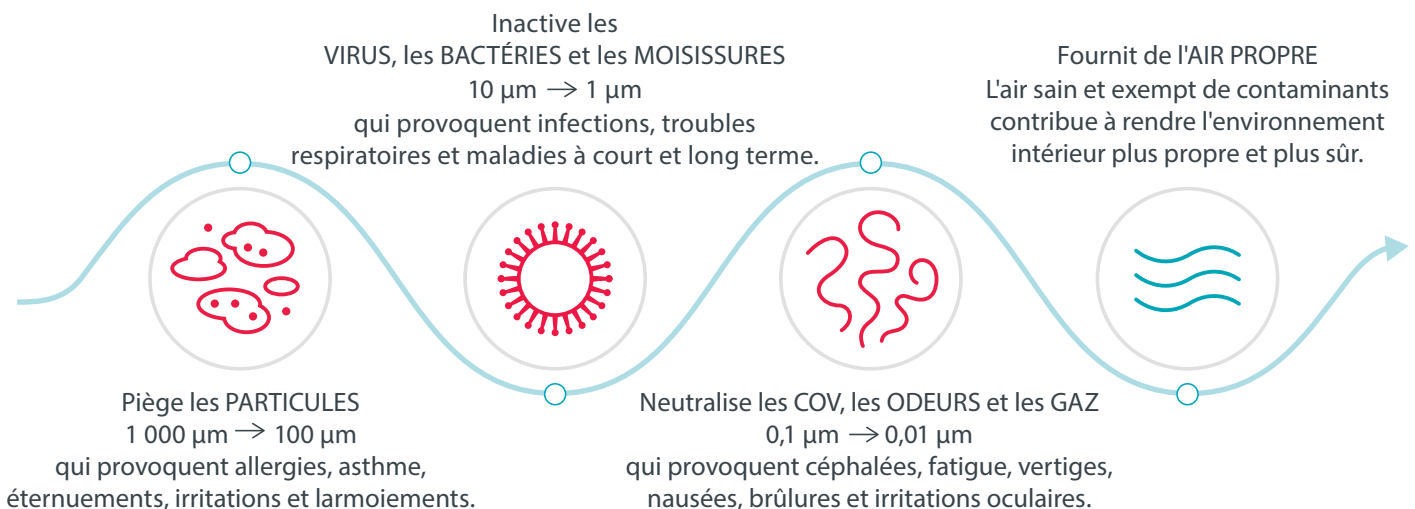 Inactive les
VIRUS, les BACTÉRIES et les MOISISSURES
10 µm → 1 µm
qui provoquent infections, troubles
respiratoires et maladies à court et long terme.
Fournit de l'AIR PROPRE
L'air sain et exempt de contaminants
contribue à rendre l'environnement
intérieur plus propre et plus sûr.
Piège les PARTICULES
1 000 µm → 100 µm
qui provoquent allergies, asthme,
éternuements, irritations et larmoiements.
Neutralise les COV, les ODEURS et les GAZ
0,1 µm → 0,01 µm
qui provoquent céphalées, fatigue, vertiges,
nausées, brûlures et irritations oculaires.